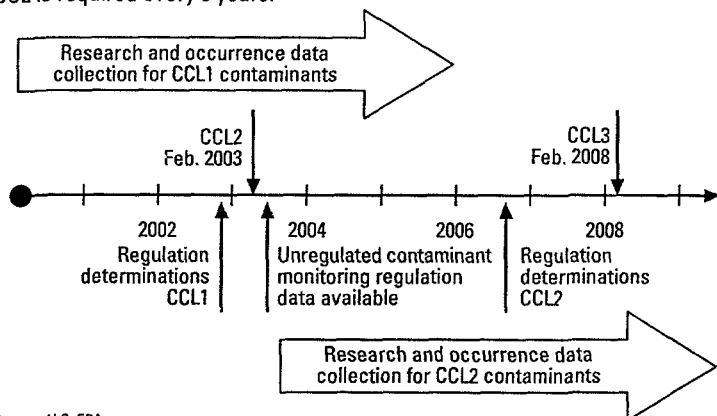 is required every 5 years.
Research and occurrence data
collection for CCL1 contaminants
CCL2
Feb. 2003
CCL3
Feb. 2008
2002
2004
2006
2008
Regulation
determinations
CCL1
Unregulated contaminant
monitoring regulation
data available
Regulation
determinations
CCL2
Research and occurrence data
collection for CCL2 contaminants